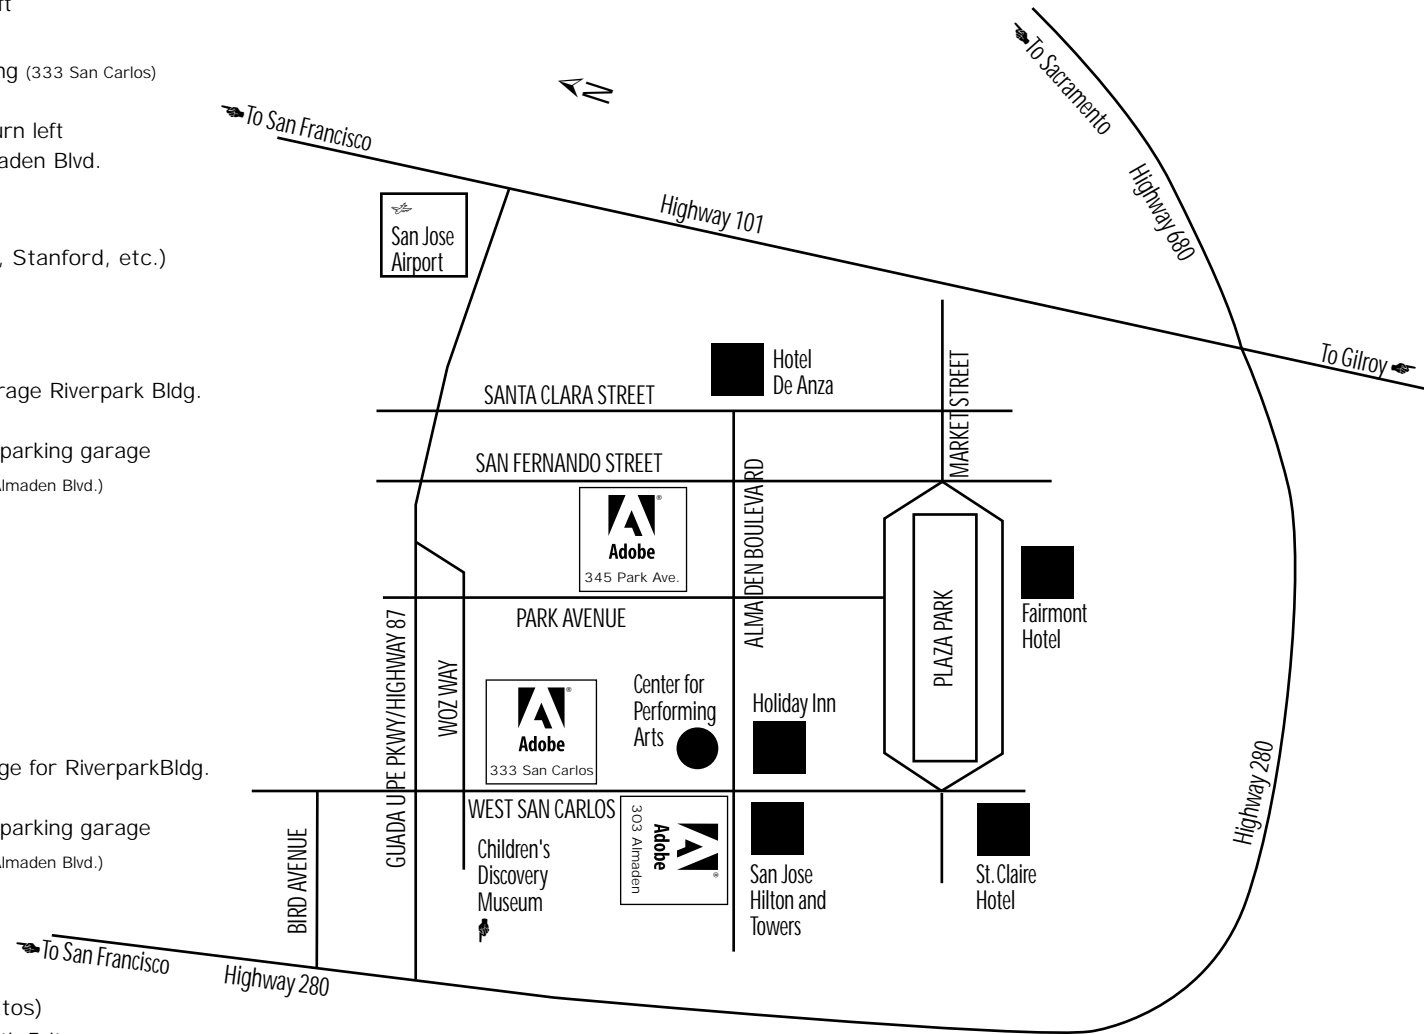 ng (333 San Carlos)
urn left
aden Blvd.
, Stanford, etc.)
rage Riverpark Bldg.
parking garage
lmaden Blvd.)
ge for RiverparkBldg.
parking garage
lmaden Blvd.)
tos)
To San Francisco
N
To Sacramento
Highway 101
Highway 680
San Jose
Airport
To Gilroy
Hotel
De Anza
SANTA CLARA STREET
MARKET STREET
SAN FERNANDO STREET
ALMADEN BOULEVARD
Adobe
345 Park Ave.
PARK AVENUE
PLAZA PARK
Fairmont
Hotel
GUADALUPE PKWY/HIGHWAY 87
WOZ WAY
Adobe
333 San Carlos
Center for
Performing
Arts
Holiday Inn
WEST SAN CARLOS
BIRD AVENUE
Children's
Discovery
Museum
303 Almaden
Adobe
San Jose
Hilton and
Towers
St. Claire
Hotel
Highway 280
To San Francisco
Highway 280